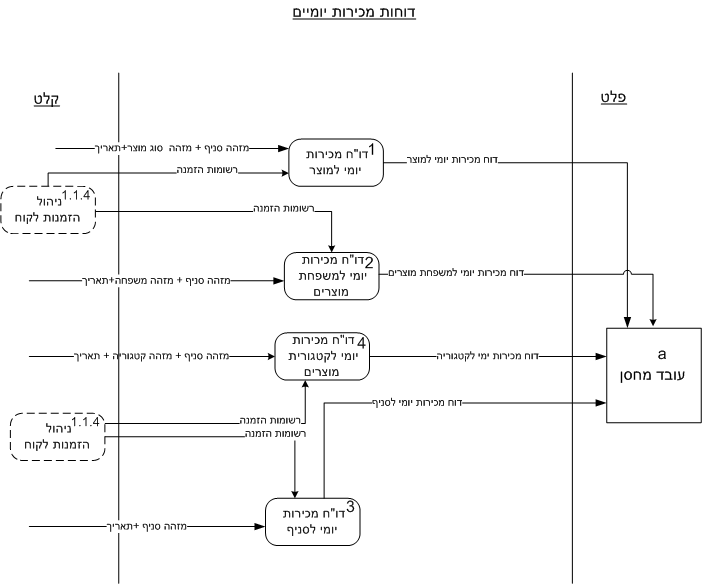 דוחות מכירות יומיים
קלט
פלט
מזהה סניף + מזהה סוג מוצר+תאריך
1
דו"ח מכירות
יומי למוצר
דוח מכירות יומי למוצר
רשומות הזמנה
1.1.4
ניהול
הזמנות לקוח
רשומות הזמנה
2
דו"ח מכירות
יומי למשפחת
מוצרים
דוח מכירות יומי למשפחת מוצרים
מזהה סניף + מזהה משפחה+תאריך
4
דו"ח מכירות
יומי לקטגורית
מוצרים
מזהה סניף + מזהה קטגוריה + תאריך
דוח מכירות ימי לקטגוריה
a
עובד מחסן
דוח מכירות יומי לסניף
1.1.4
ניהול
הזמנות לקוח
רשומות הזמנה
רשומות הזמנה
3
דו"ח מכירות
יומי לסניף
מזהה סניף +תאריך